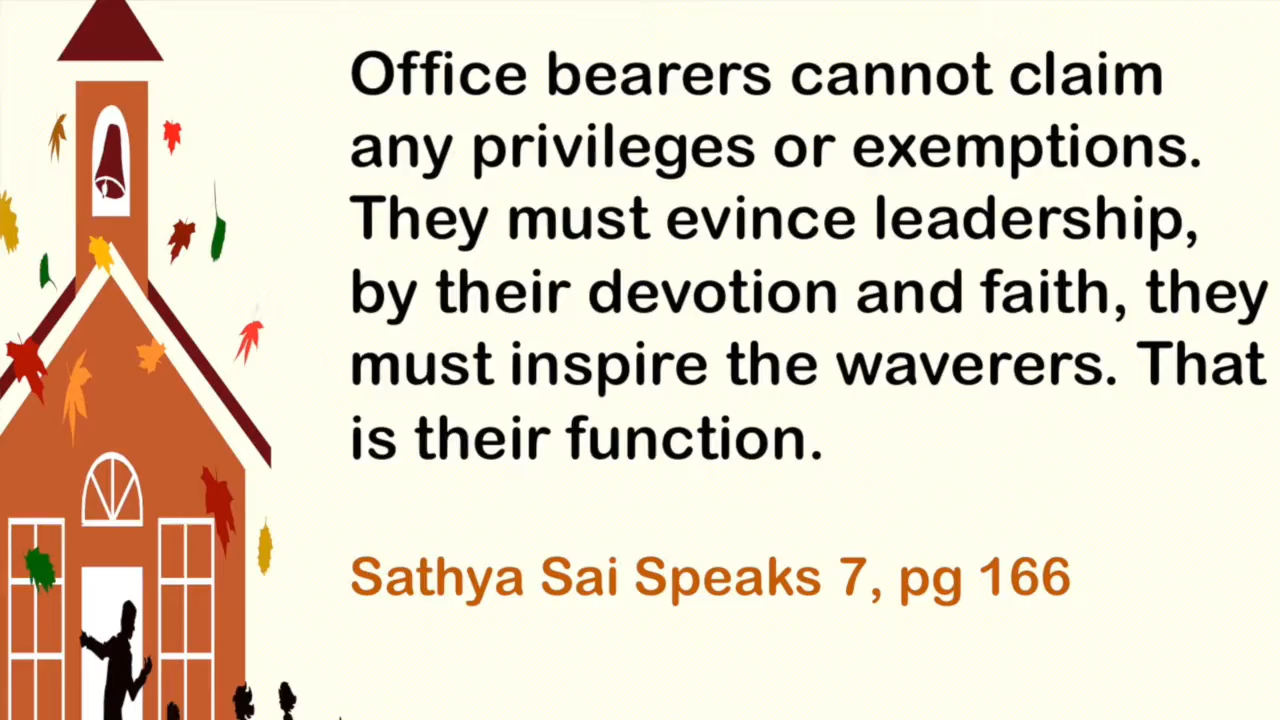 Office bearers cannot claim
any privileges or exemptions.
They must evince leadership,
by their devotion and faith, they
must inspire the waverers. That
is their function.
Sathya Sai Speaks 7, pg 166